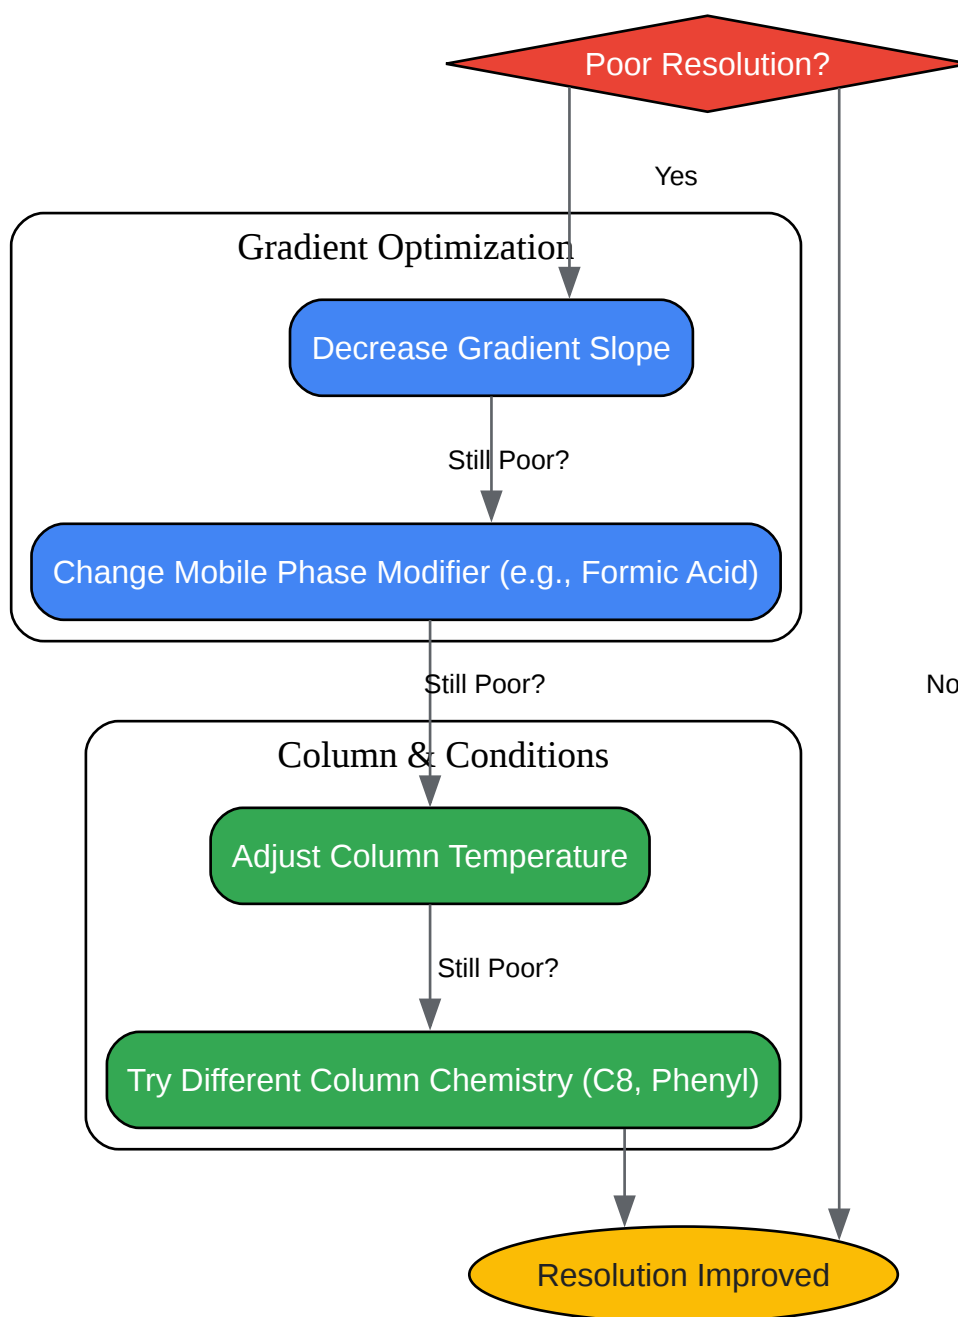 Poor Resolution?
Yes
Gradient Optimization
Decrease Gradient Slope
Still Poor?
Change Mobile Phase Modifier (e.g., Formic Acid)
Still Poor?
No
Column & Conditions
Adjust Column Temperature
Still Poor?
Try Different Column Chemistry (C8, Phenyl)
Resolution Improved